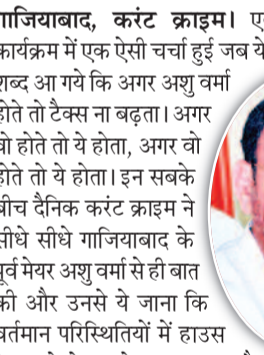 गाजियाबाद, करंट क्राइम।
कार्यक्रम में एक ऐसी चर्चा हुई जब
शब्द आ गये कि अगर अशु वर्मा
होते तो टैक्स ना बढ़ता। अगर
वो होते तो ये होता, अगर वो
होते तो ये होता। इन सबके
बीच दैनिक करंट क्राइम ने
सीधे सीधे गाजियाबाद के
पूर्व मेयर अशु वर्मा से ही बात
की और उनसे ये जाना कि
वर्तमान परिस्थितियों में हाउस